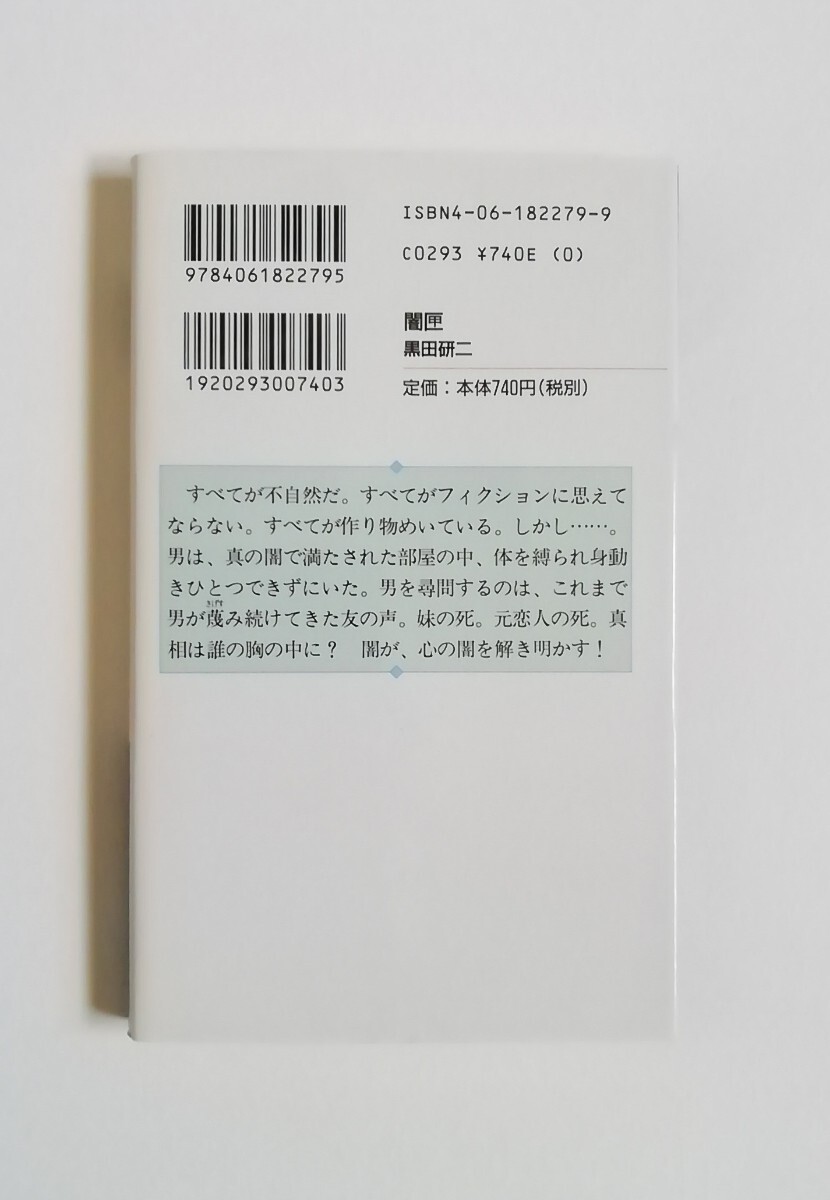 ISBN4-06-182279-9
9784061822795
C0293 ¥740E (0)
闇匣
黒田研二
1920293007403
定価：本体740円(税別)
すべてが不自然だ。すべてがフィクションに思えて
ならない。すべてが作り物めいている。しかし……。
男は、真の闇で満たされた部屋の中、体を縛られ身動
きひとつできずにいた。男を尋問するのは、これまで
男が蔑み続けてきた友の声。妹の死。元恋人の死。真
相は誰の胸の中に？　闇が、心の闇を解き明かす！